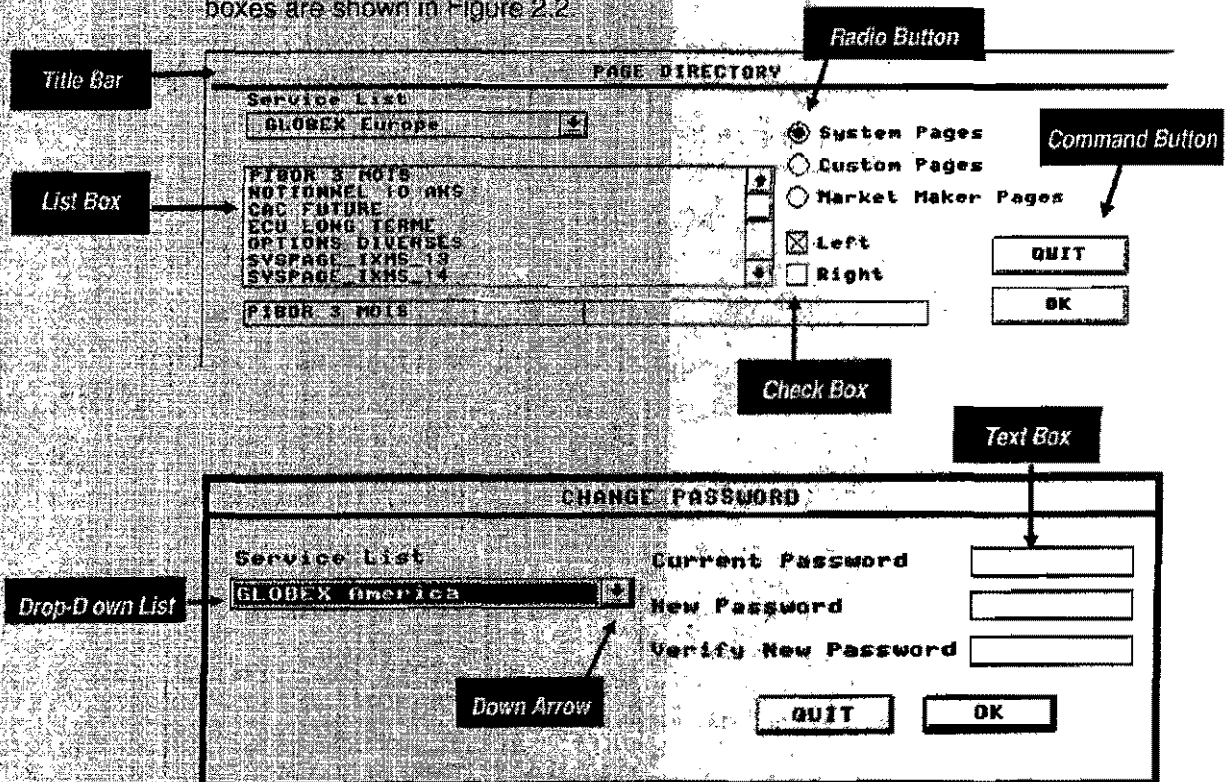 boxes are shown in Figure 2.2
Radio Button
Title Bar
PAGE DIRECTORY
Service List
GLOBEX Europe
System Pages
Command Button
Custom Pages
List Box
PIBOR 3 MOIS
NOTIONNEL 10 ANS
CAC FUTURE
ECU LONG TERME
OPTIONS DIVERSES
SYSPAGE_TXMS_13
SYSPAGE_TXMS_14
Market Maker Pages
Left
Right
QUIT
OK
PIBOR 3 MOIS
Check Box
Text Box
CHANGE PASSWORD
Service List
Current Password
Drop-D own List
GLOBEX America
New Password
Verify New Password
Down Arrow
QUIT
OK